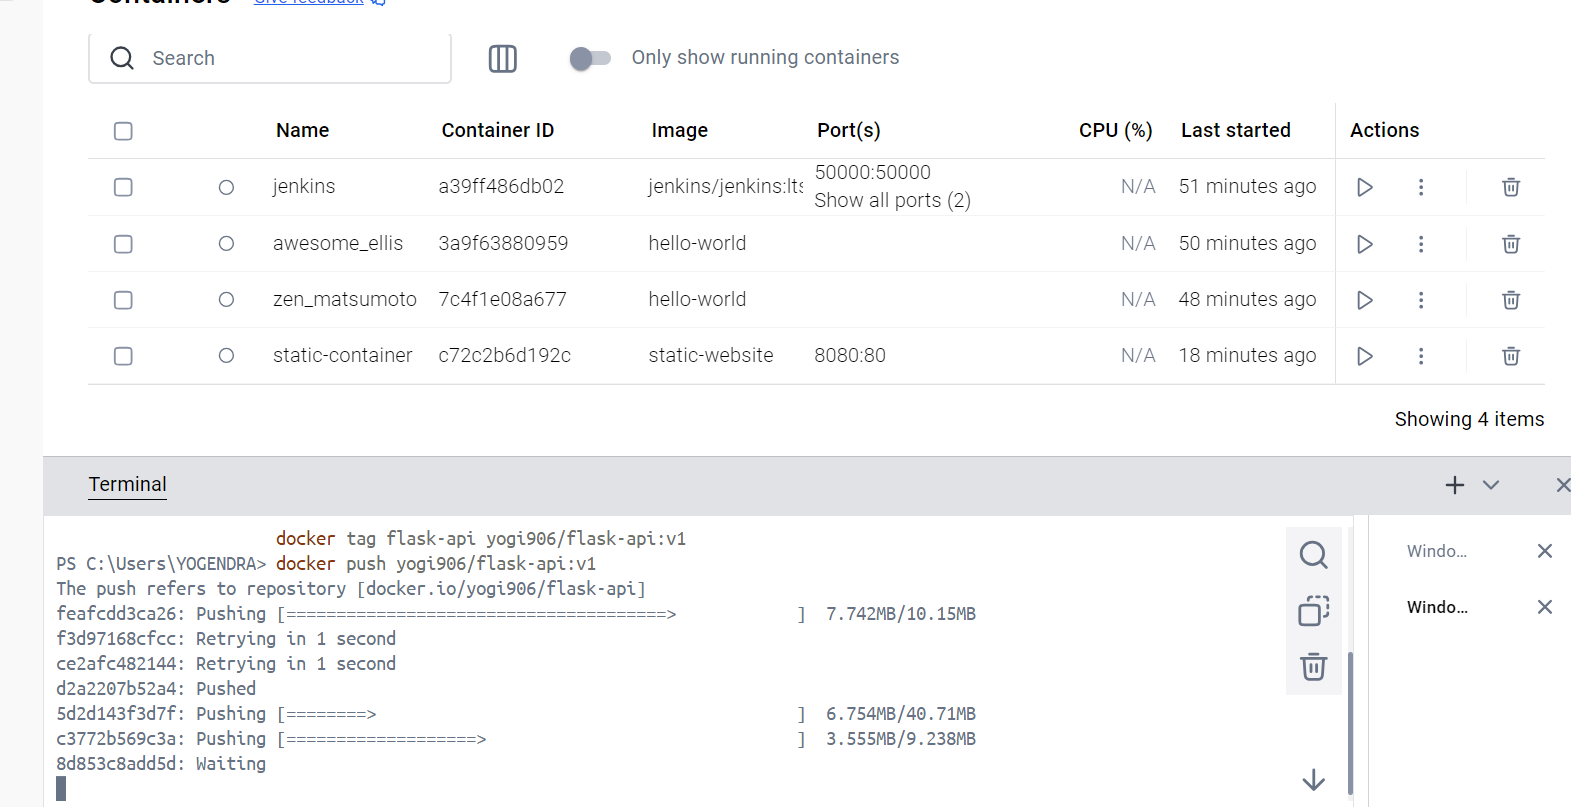 Containers Give feedback
Search
Only show running containers
Name Container ID Image Port(s) CPU (%) Last started Actions
jenkins a39ff486db02 jenkins/jenkins:lts 50000:50000 N/A 51 minutes ago
Show all ports (2)
awesome_ellis 3a9f63880959 hello-world N/A 50 minutes ago
zen_matsumoto 7c4f1e08a677 hello-world N/A 48 minutes ago
static-container c72c2b6d192c static-website 8080:80 N/A 18 minutes ago
Showing 4 items
Terminal
docker tag flask-api yogi906/flask-api:v1
PS C:\Users\YOGENDRA> docker push yogi906/flask-api:v1
The push refers to repository [docker.io/yogi906/flask-api]
feafcdd3ca26: Pushing [======================================> ] 7.742MB/10.15MB
f3d97168cfcc: Retrying in 1 second
ce2afc482144: Retrying in 1 second
d2a2207b52a4: Pushed
5d2d143f3d7f: Pushing [========> ] 6.754MB/40.71MB
c3772b569c3a: Pushing [===================> ] 3.555MB/9.238MB
8d853c8add5d: Waiting
Windo...
Windo...